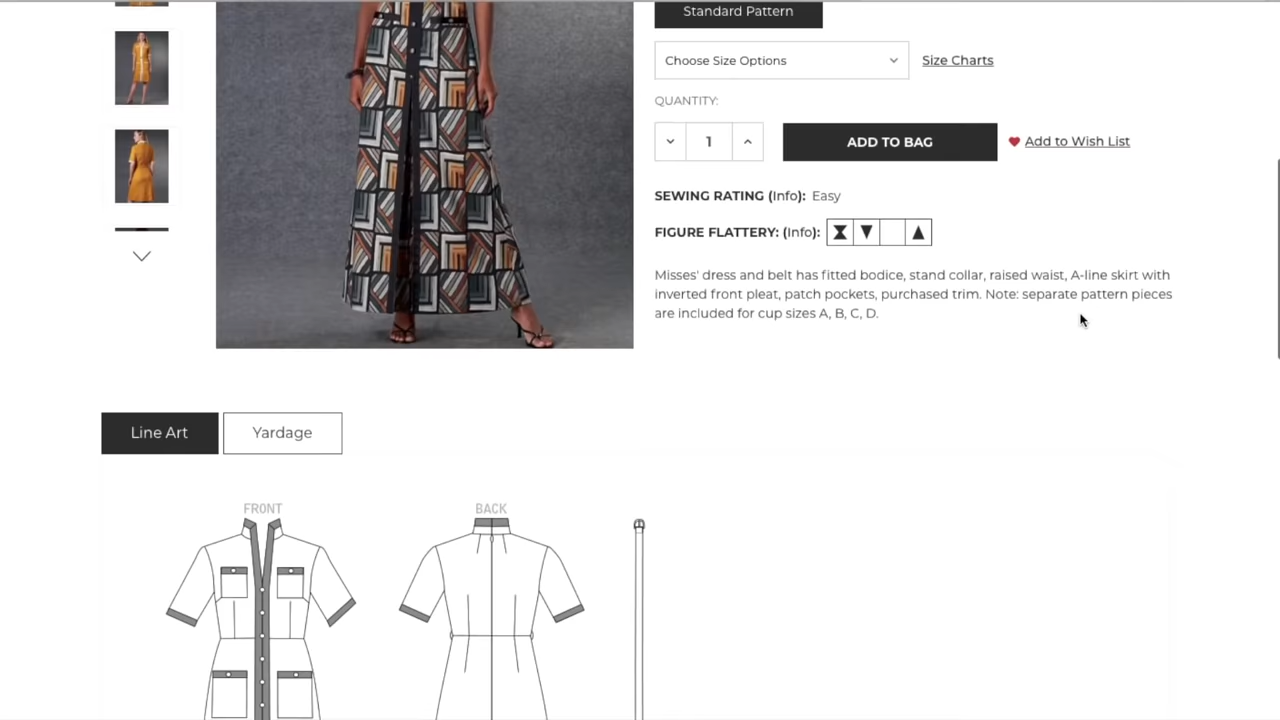 Standard Pattern
Choose Size Options
Size Charts
QUANTITY:
1
ADD TO BAG
Add to Wish List
SEWING RATING (Info): Easy
FIGURE FLATTERY: (Info):
Misses' dress and belt has fitted bodice, stand collar, raised waist, A-line skirt with
inverted front pleat, patch pockets, purchased trim. Note: separate pattern pieces
are included for cup sizes A, B, C, D.
Line Art
Yardage
FRONT
BACK